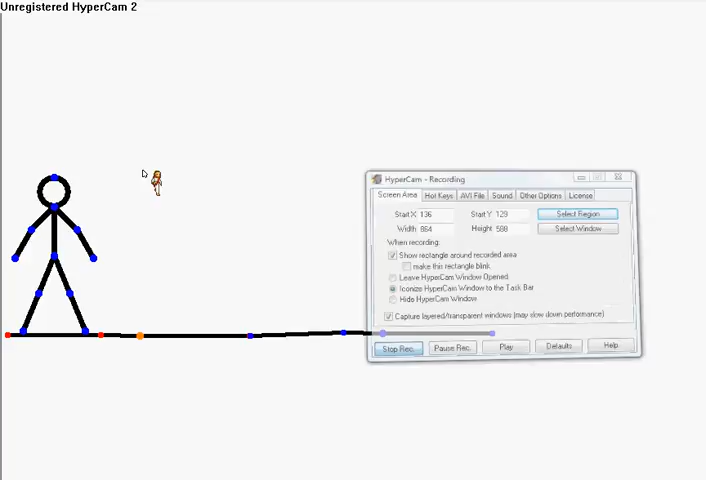 Unregistered HyperCam 2
HyperCam - Recording
Screen Area Hot Keys AVI File Sound Other Options License
Start X 136 Start Y 129 Select Region
Width 864 Height 508 Select Window
When recording:
Show rectangle around recorded area
make this rectangle blink
Leave HyperCam Window Opened
Iconize HyperCam Window to the Task Bar
Hide HyperCam Window
Capture layered/transparent windows (may slow down performance)
Stop Rec. Pause Rec. Play Defaults Help